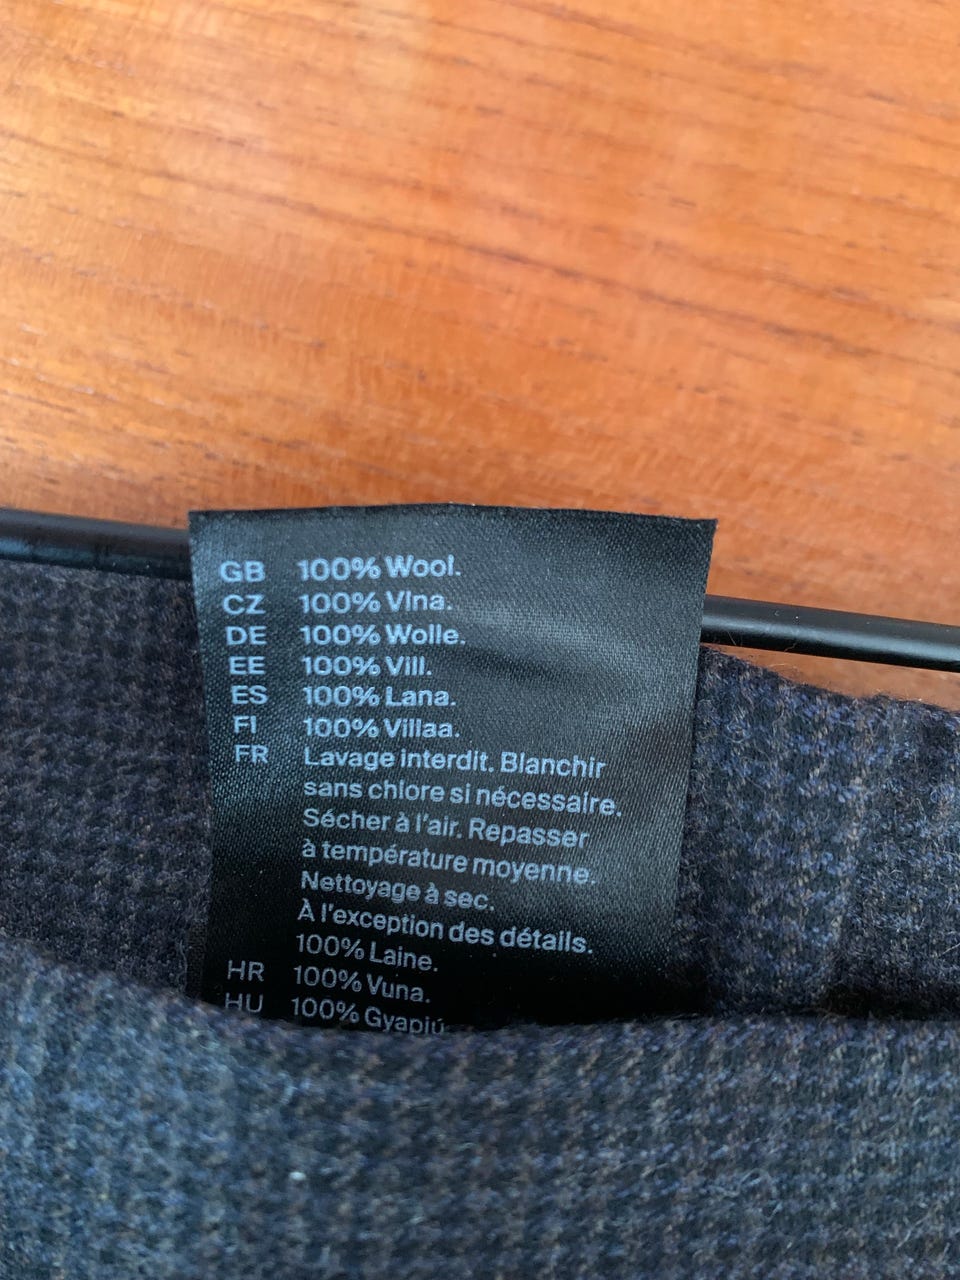 GB 100% Wool.
CZ 100% Vlna.
DE 100% Wolle.
EE 100% Vill.
ES 100% Lana.
FI 100% Villaa.
FR Lavage interdit. Blanchir
sans chlore si nécessaire.
Sécher à l'air. Repasser
à température moyenne.
Nettoyage à sec.
À l'exception des détails.
100% Laine.
HR 100% Vuna.
HU 100% Gyapjú